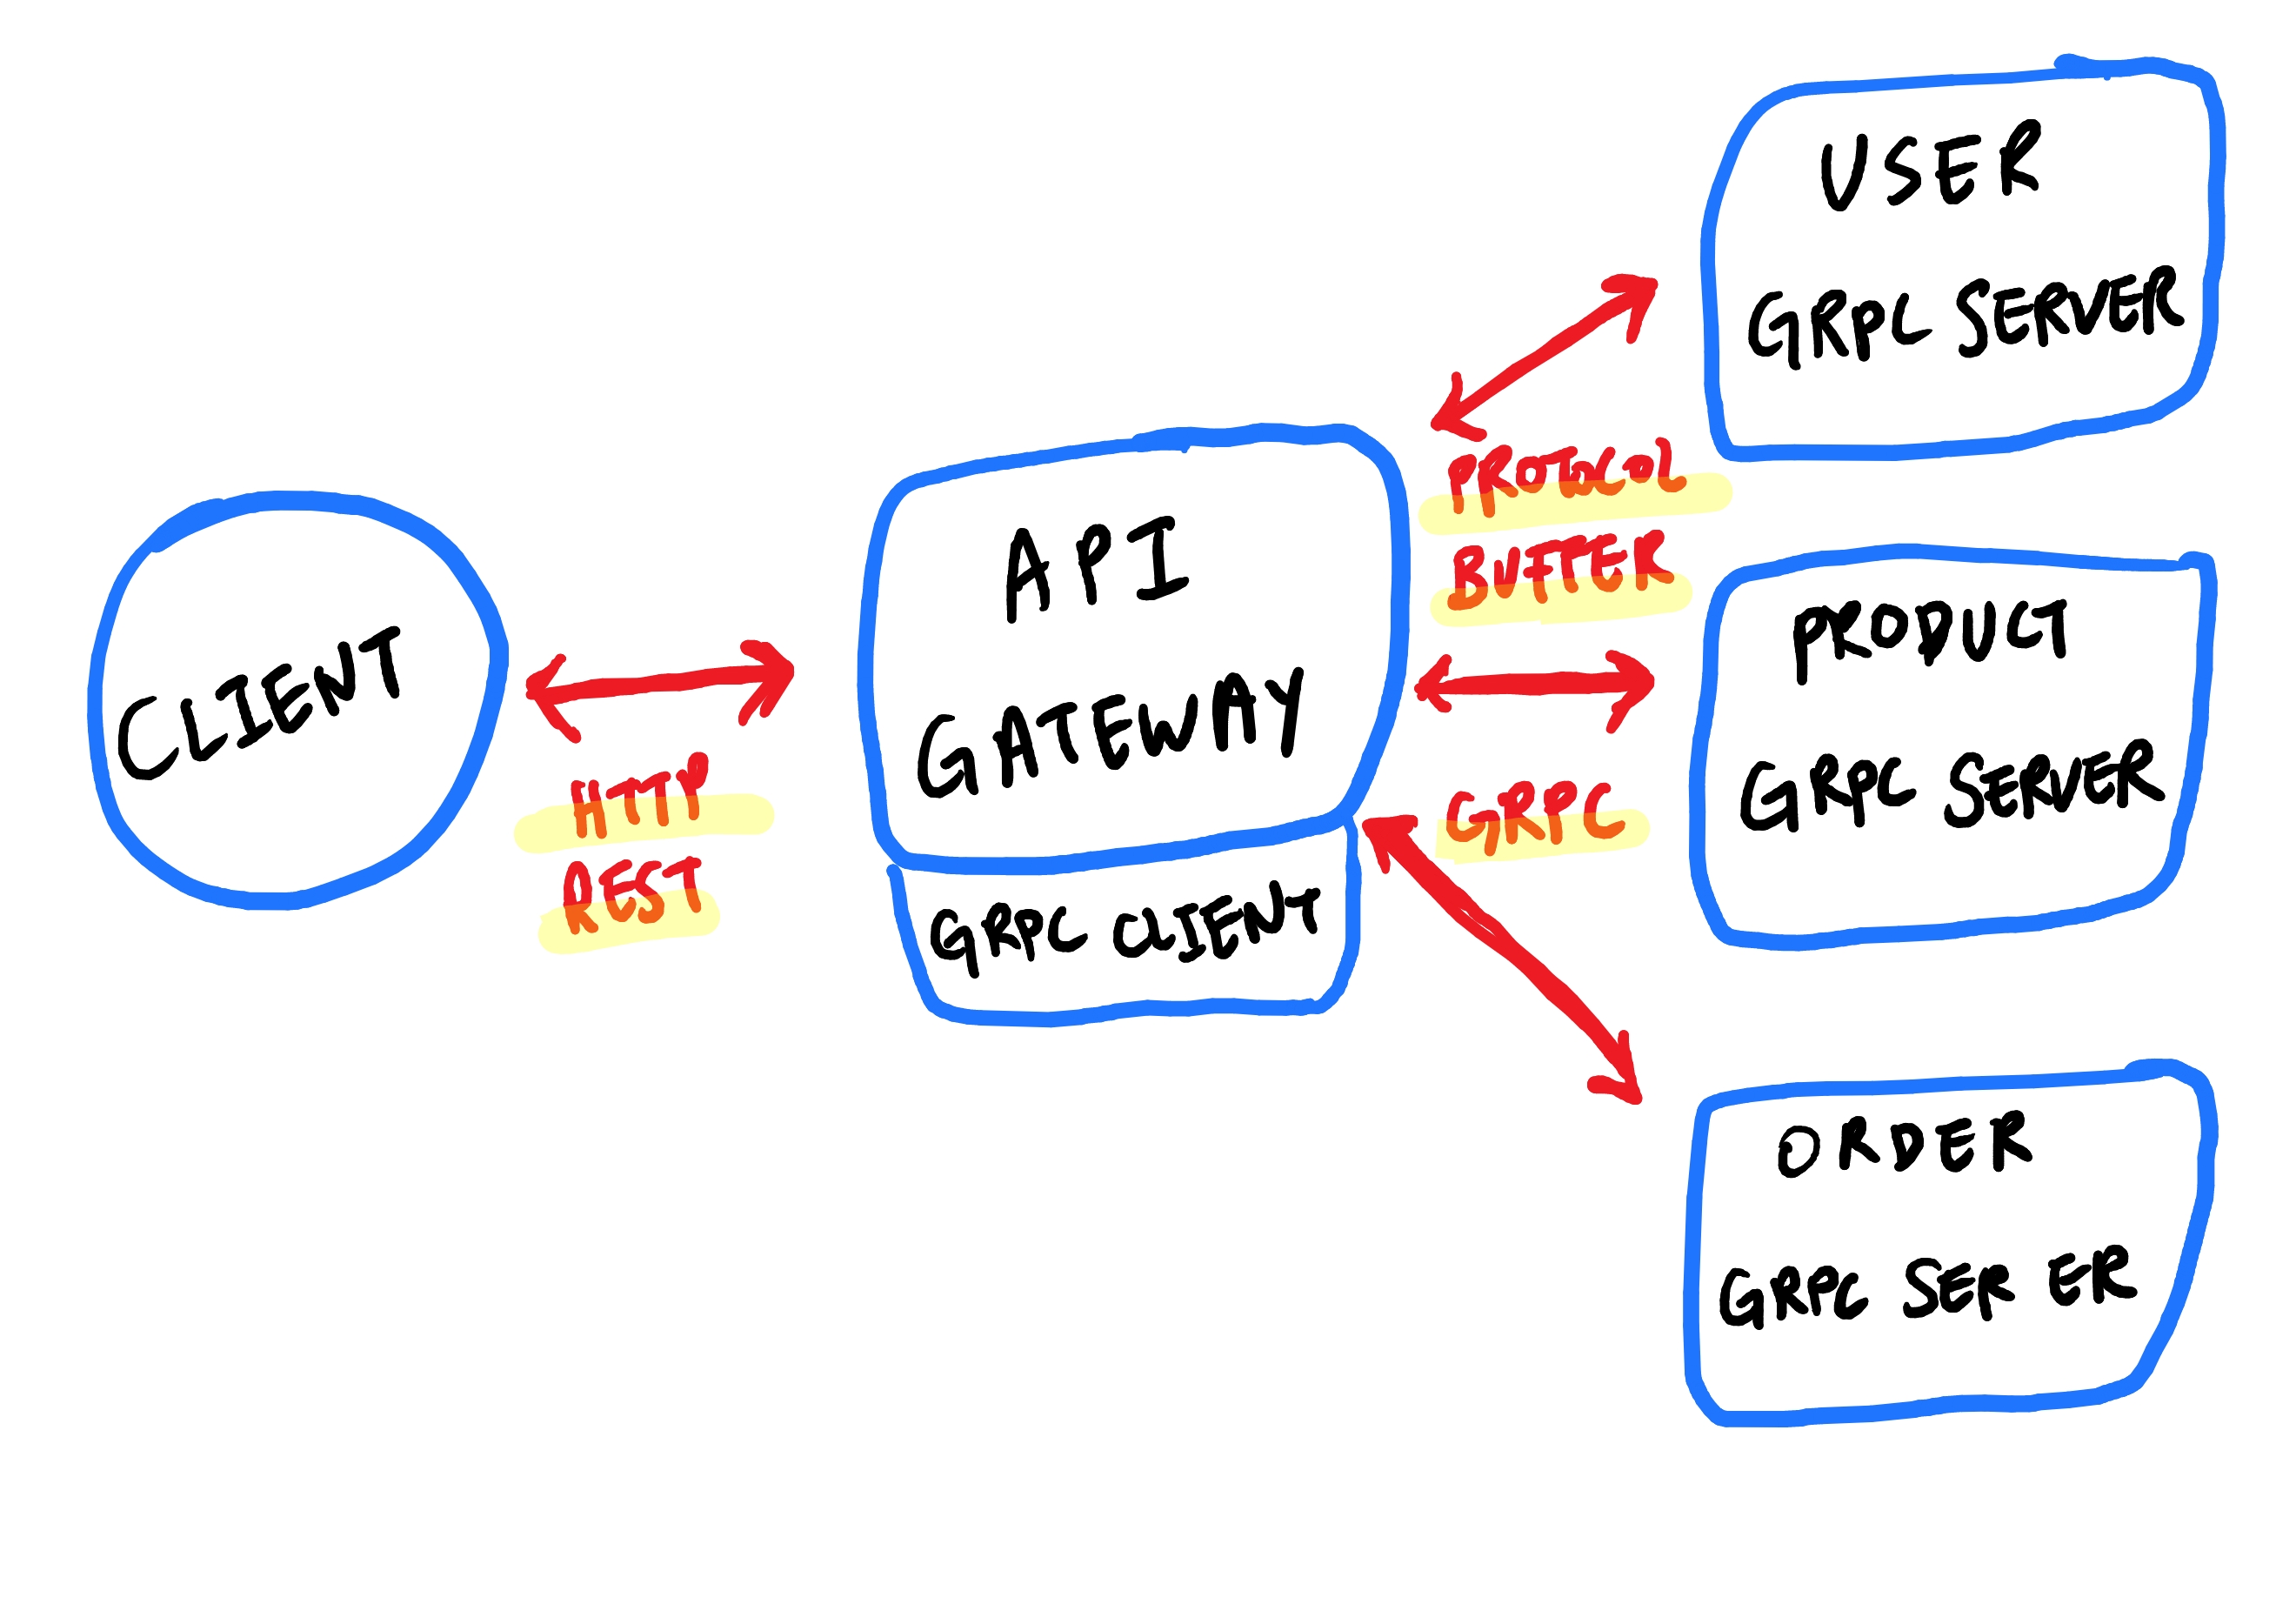 CLIENT
HTTP
REST
API
GATEWAY
GRPC CLIENT
PROTOCOL
BUFFER
GRPC
USER
GRPC SERVER
PRODUCT
GRPC SERVER
ORDER
GRPC SER ER